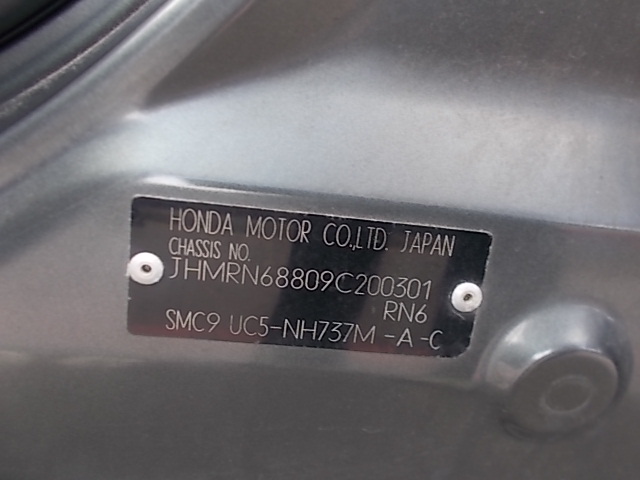 HONDA MOTOR CO.,LTD. JAPAN
CHASSIS NO.
JHMRN68809C200301
RN6
SMC9 UC5-NH737M -A -C